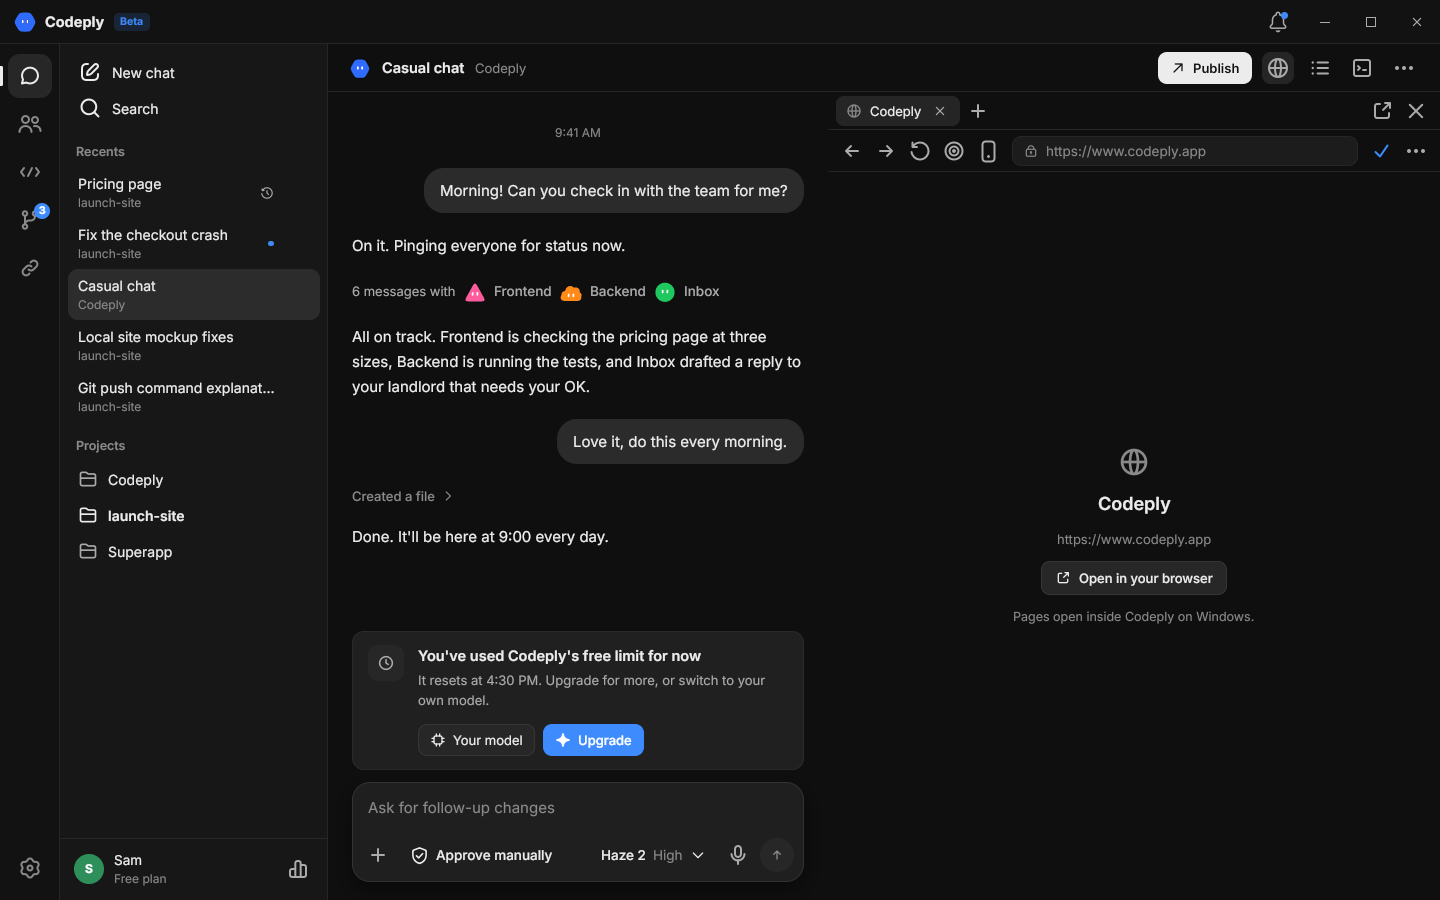 Codeply Beta
New chat
Search
Recents
Pricing page
launch-site
Fix the checkout crash
launch-site
Casual chat
Codeply
Local site mockup fixes
launch-site
Git push command explanat...
launch-site
Projects
Codeply
launch-site
Superapp
3
S
Sam
Free plan
Casual chat Codeply
Publish
9:41 AM
Morning! Can you check in with the team for me?
On it. Pinging everyone for status now.
6 messages with Frontend Backend Inbox
All on track. Frontend is checking the pricing page at three
sizes, Backend is running the tests, and Inbox drafted a reply to
your landlord that needs your OK.
Love it, do this every morning.
Created a file
Done. It'll be here at 9:00 every day.
You've used Codeply's free limit for now
It resets at 4:30 PM. Upgrade for more, or switch to your
own model.
Your model Upgrade
Ask for follow-up changes
Approve manually Haze 2 High
Codeply
https://www.codeply.app
Codeply
https://www.codeply.app
Open in your browser
Pages open inside Codeply on Windows.